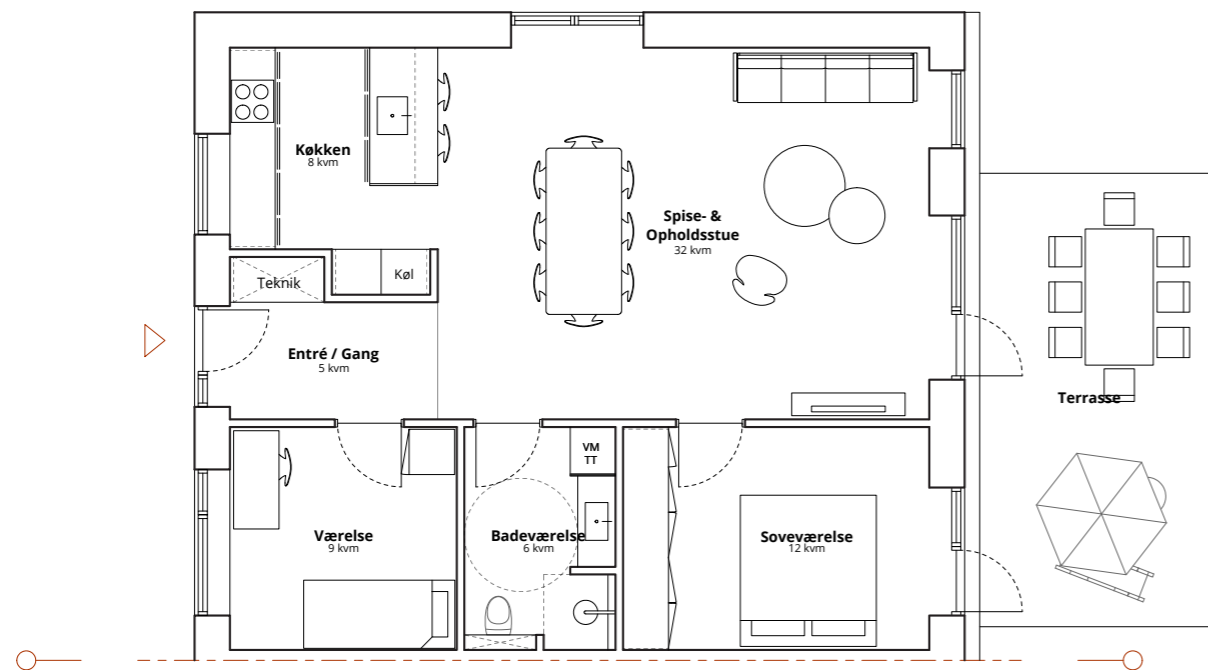 Køkken
8 kvm
Spise- &
Opholdsstue
32 kvm
Køl
Teknik
Entré / Gang
5 kvm
Terrasse
VM
TT
Værelse
9 kvm
Badeværelse
6 kvm
Soveværelse
12 kvm